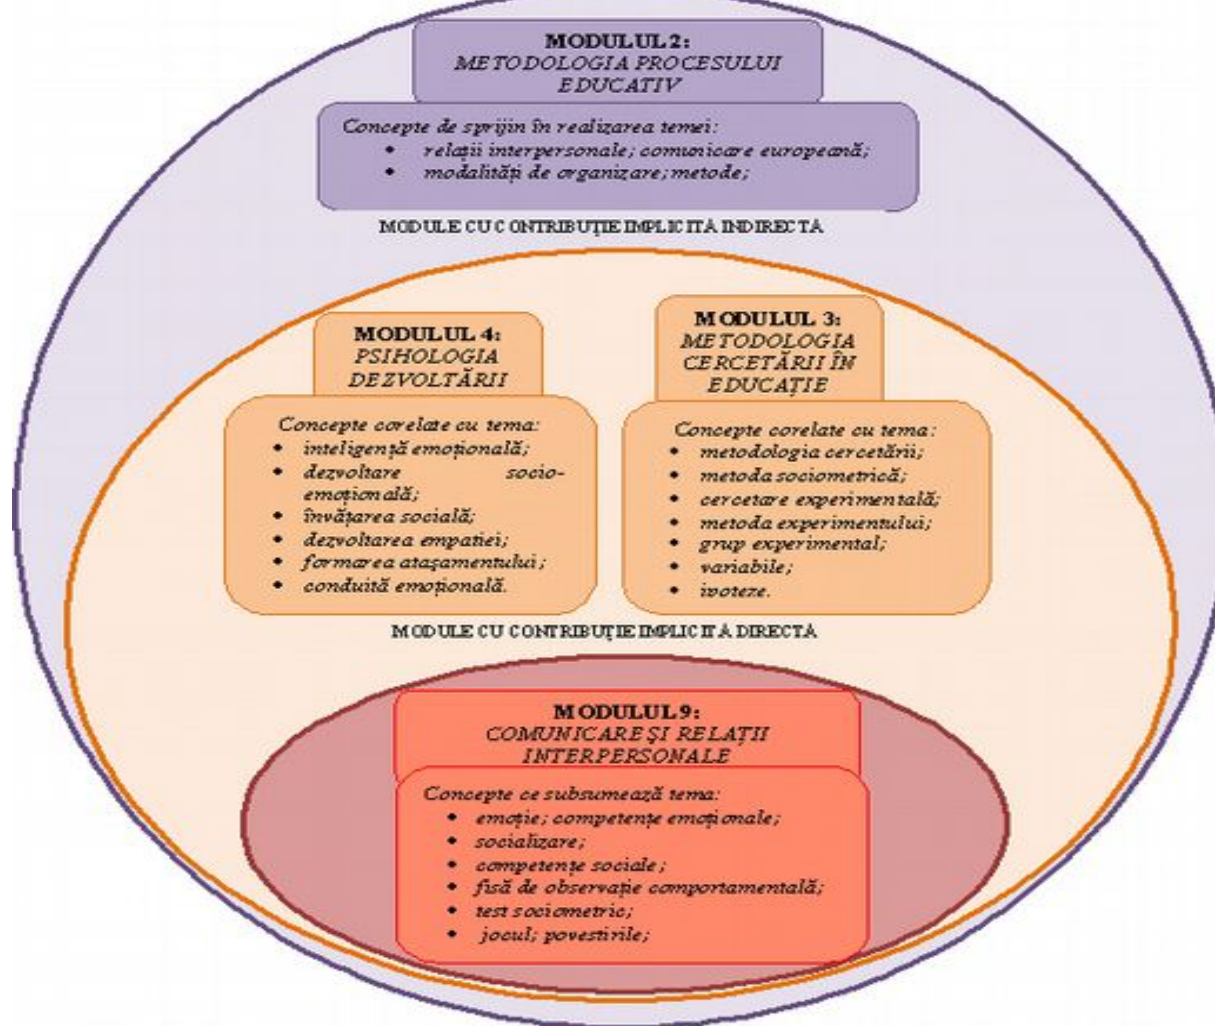 MODULUL 2:
METODOLOGIA PROCESULUI
EDUCATIV
Concepte de sprijin în realizarea temei:
• relații interpersonale; comunicare europeană;
• modalități de organizare; metode;
MODULE CU CONTRIBUȚIE IMPLICITĂ INDIRECTĂ
MODULUL 4:
PSIHOLOGIA
DEZVOLTĂRII
Concepte corelate cu tema:
• inteligență emoțională;
• dezvoltare socio-
emoțională;
• învățarea socială;
• dezvoltarea empatiei;
• formarea atașamentului;
• conduită emoțională.
MODULUL 3:
METODOLOGIA
CERCETĂRII ÎN
EDUCAȚIE
Concepte corelate cu tema:
• metodologia cercetării;
• metoda sociometrică;
• cercetare experimentală;
• metoda experimentului;
• grup experimental;
• variabile;
• ipoteze.
MODULE CU CONTRIBUȚIE IMPLICITĂ DIRECTĂ
MODULUL 9:
COMUNICARE ȘI RELAȚII
INTERPERSONALE
Concepte ce subsumează tema:
• emoție; competențe emoționale;
• socializare;
• competențe sociale;
• fișă de observație comportamentală;
• test sociometric;
• jocul; povestirile;